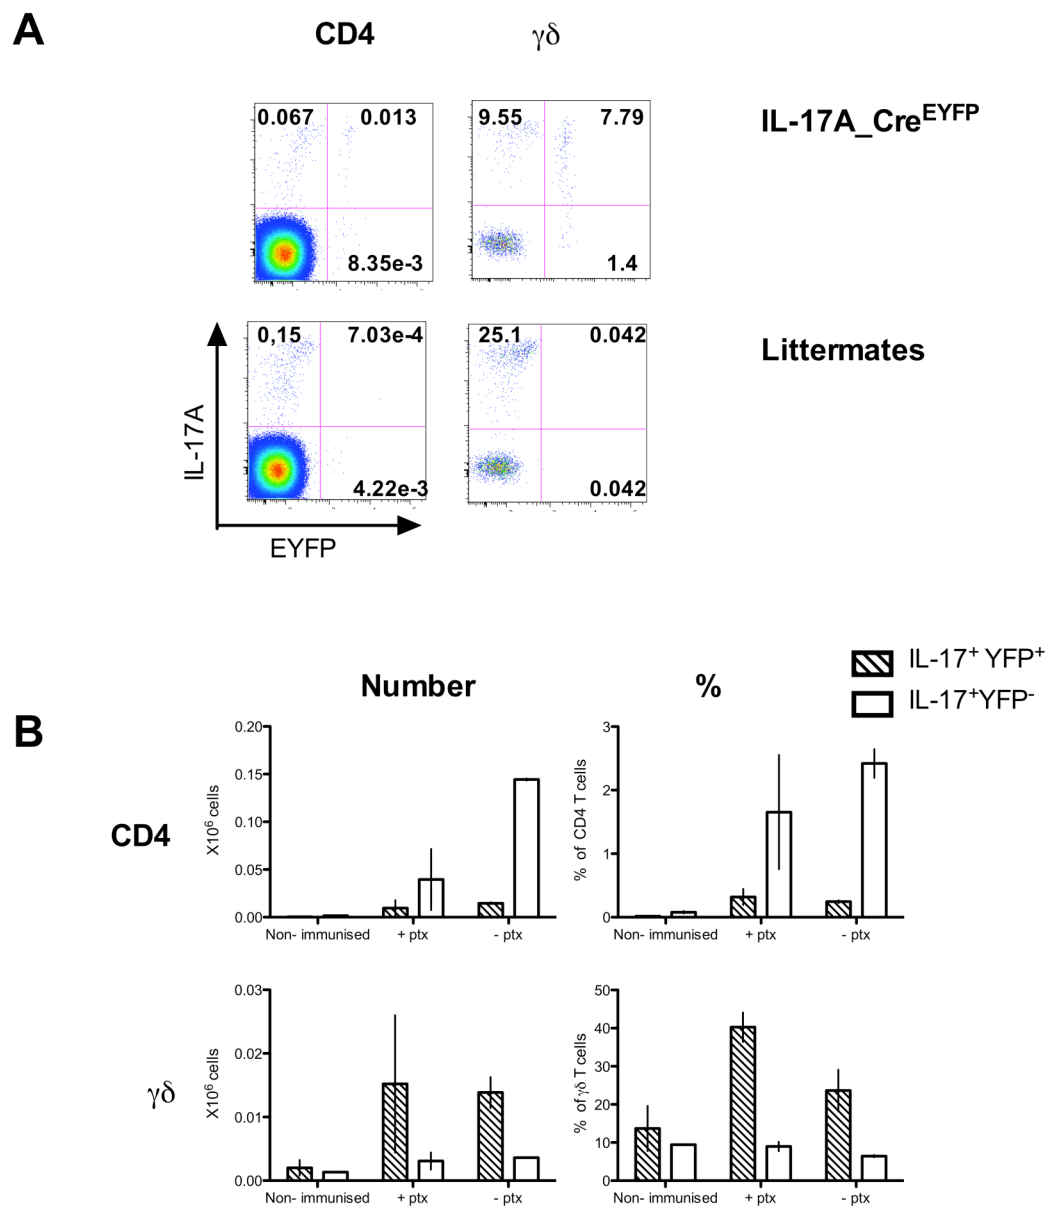 A
CD4 γδ
0.067 0.013 9.55 7.79 IL-17A_CreEYFP
8.35e-3 1.4
0,15 7.03e-4 25.1 0.042 Littermates
4.22e-3 0.042
IL-17A
EYFP
IL-17+ YFP+
IL-17+YFP-
Number %
B
CD4
X106 cells
0.20
0.15
0.10
0.05
0.00
Non- immunised + ptx - ptx
% of CD4 T cells
3
2
1
0
Non- immunised + ptx - ptx
γδ
X106 cells
0.03
0.02
0.01
0.00
Non- immunised + ptx - ptx
% of γδ T cells
50
40
30
20
10
0
Non- immunised + ptx - ptx